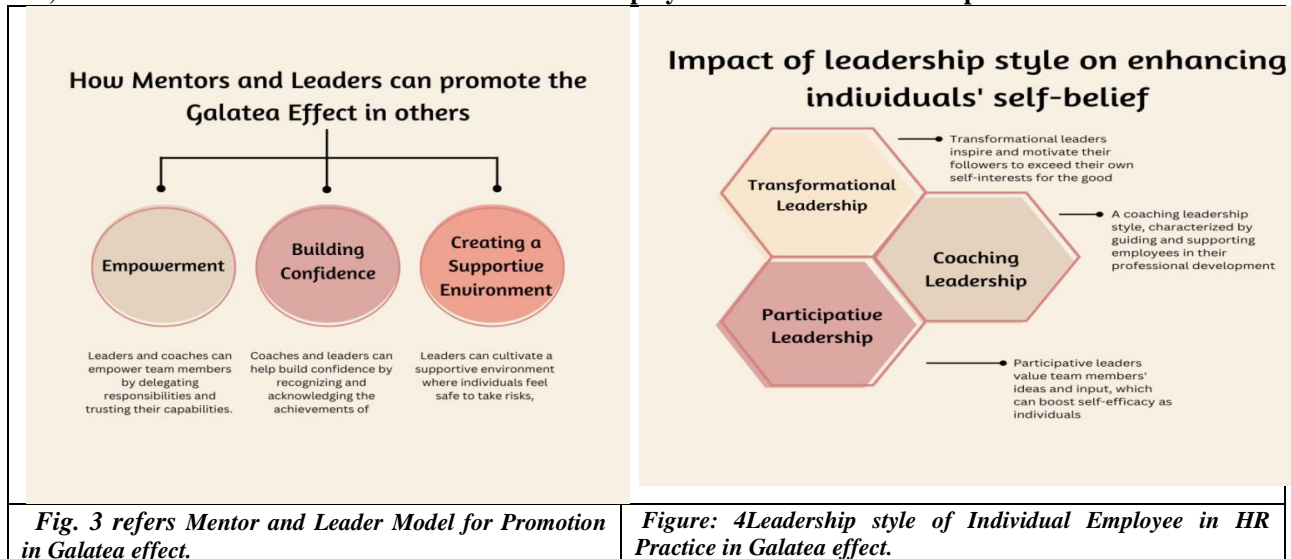 How Mentors and Leaders can promote the
Galatea Effect in others
Empowerment
Building
Confidence
Creating a
Supportive
Environment
Leaders and coaches can
empower team members
by delegating
responsibilities and
trusting their capabilities.
Coaches and leaders can
help build confidence by
recognizing and
acknowledging the
achievements of
Leaders can cultivate a
supportive environment
where individuals feel
safe to take risks,
Impact of leadership style on enhancing
individuals' self-belief
Transformational
Leadership
Transformational leaders
inspire and motivate their
followers to exceed their own
self-interests for the good
Coaching
Leadership
A coaching leadership
style, characterized by
guiding and supporting
employees in their
professional development
Participative
Leadership
Participative leaders
value team members'
ideas and input, which
can boost self-efficacy as
individuals
Fig. 3 refers Mentor and Leader Model for Promotion
in Galatea effect.
Figure: 4Leadership style of Individual Employee in HR
Practice in Galatea effect.